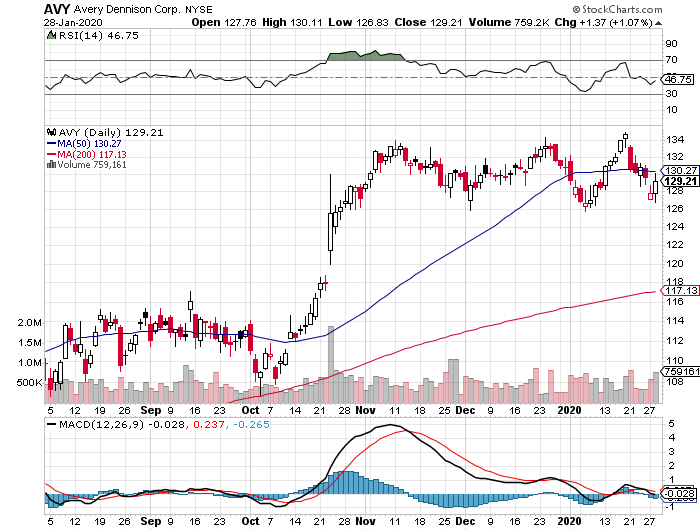 AVY Avery Dennison Corp. NYSE © StockCharts.com
28-Jan-2020 Open 127.76 High 130.11 Low 126.83 Close 129.21 Volume 759.2K Chg +1.37 (+1.07%)
RSI(14) 46.75
90
70
50
46.75
30
10
AVY (Daily) 129.21
MA(50) 130.27
MA(200) 117.13
Volume 759,161
134
132
130.27
129.21
128
126
124
122
120
118
117.13
116
114
112
110
108
2.0M
1.5M
1.0M
500K
759161
5 12 19 26 Sep 9 16 23 Oct 7 14 21 28 Nov 11 18 25 Dec 9 16 23 2020 13 21 27
MACD(12,26,9) -0.028, 0.237, -0.265
5
4
3
2
1
-0.028
-1
5 12 19 26 Sep 9 16 23 Oct 7 14 21 28 Nov 11 18 25 Dec 9 16 23 2020 13 21 27